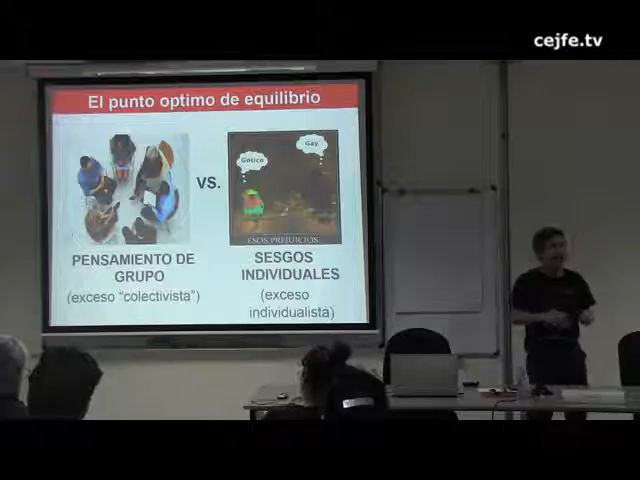 cejfe.tv
El punto optimo de equilibrio
Gótico
Gay
VS.
ESOS PREJUICIOS
PENSAMIENTO DE
GRUPO
(exceso "colectivista")
SESGOS
INDIVIDUALES
(exceso
individualista)